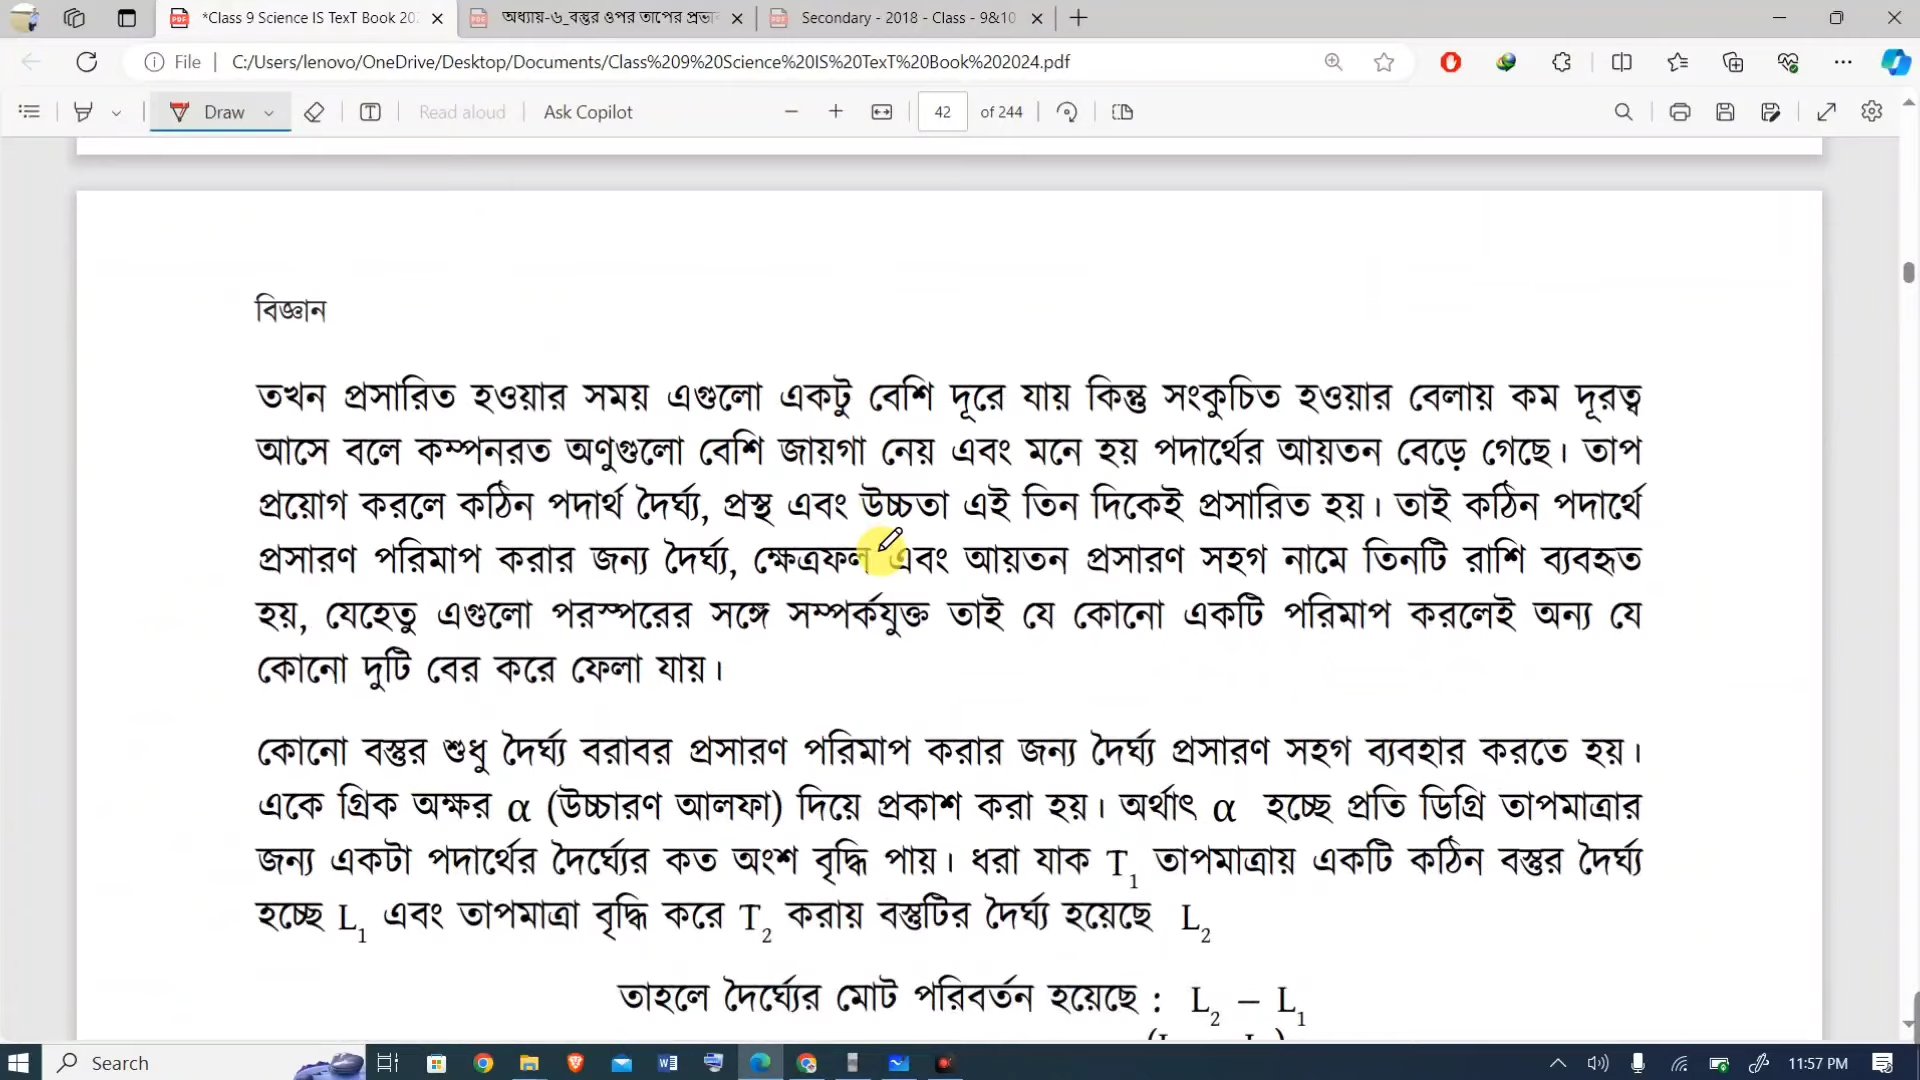 *Class 9 Science IS TexT Book 202
অধ্যায়-৬_বস্তুর ওপর তাপের প্রভা
Secondary - 2018 - Class - 9&10
File
C:/Users/lenovo/OneDrive/Desktop/Documents/Class%209%20Science%20IS%20TexT%20Book%202024.pdf
Draw
Read aloud
Ask Copilot
42 of 244
বিজ্ঞান
তখন প্রসারিত হওয়ার সময় এগুলো একটু বেশি দূরে যায় কিন্তু সংকুচিত হওয়ার বেলায় কম দূরত্ব
আসে বলে কম্পনরত অণুগুলো বেশি জায়গা নেয় এবং মনে হয় পদার্থের আয়তন বেড়ে গেছে। তাপ
প্রয়োগ করলে কঠিন পদার্থ দৈর্ঘ্য, প্রস্থ এবং উচ্চতা এই তিন দিকেই প্রসারিত হয়। তাই কঠিন পদার্থে
প্রসারণ পরিমাপ করার জন্য দৈর্ঘ্য, ক্ষেত্রফল এবং আয়তন প্রসারণ সহগ নামে তিনটি রাশি ব্যবহৃত
হয়, যেহেতু এগুলো পরস্পরের সঙ্গে সম্পর্কযুক্ত তাই যে কোনো একটি পরিমাপ করলেই অন্য যে
কোনো দুটি বের করে ফেলা যায়।
কোনো বস্তুর শুধু দৈর্ঘ্য বরাবর প্রসারণ পরিমাপ করার জন্য দৈর্ঘ্য প্রসারণ সহগ ব্যবহার করতে হয়।
একে গ্রিক অক্ষর α (উচ্চারণ আলফা) দিয়ে প্রকাশ করা হয়। অর্থাৎ α হচ্ছে প্রতি ডিগ্রি তাপমাত্রার
জন্য একটা পদার্থের দৈর্ঘ্যের কত অংশ বৃদ্ধি পায়। ধরা যাক T₁ তাপমাত্রায় একটি কঠিন বস্তুর দৈর্ঘ্য
হচ্ছে L₁ এবং তাপমাত্রা বৃদ্ধি করে T₂ করায় বস্তুটির দৈর্ঘ্য হয়েছে L₂
তাহলে দৈর্ঘ্যের মোট পরিবর্তন হয়েছে : L₂ – L₁
Search
11:57 PM